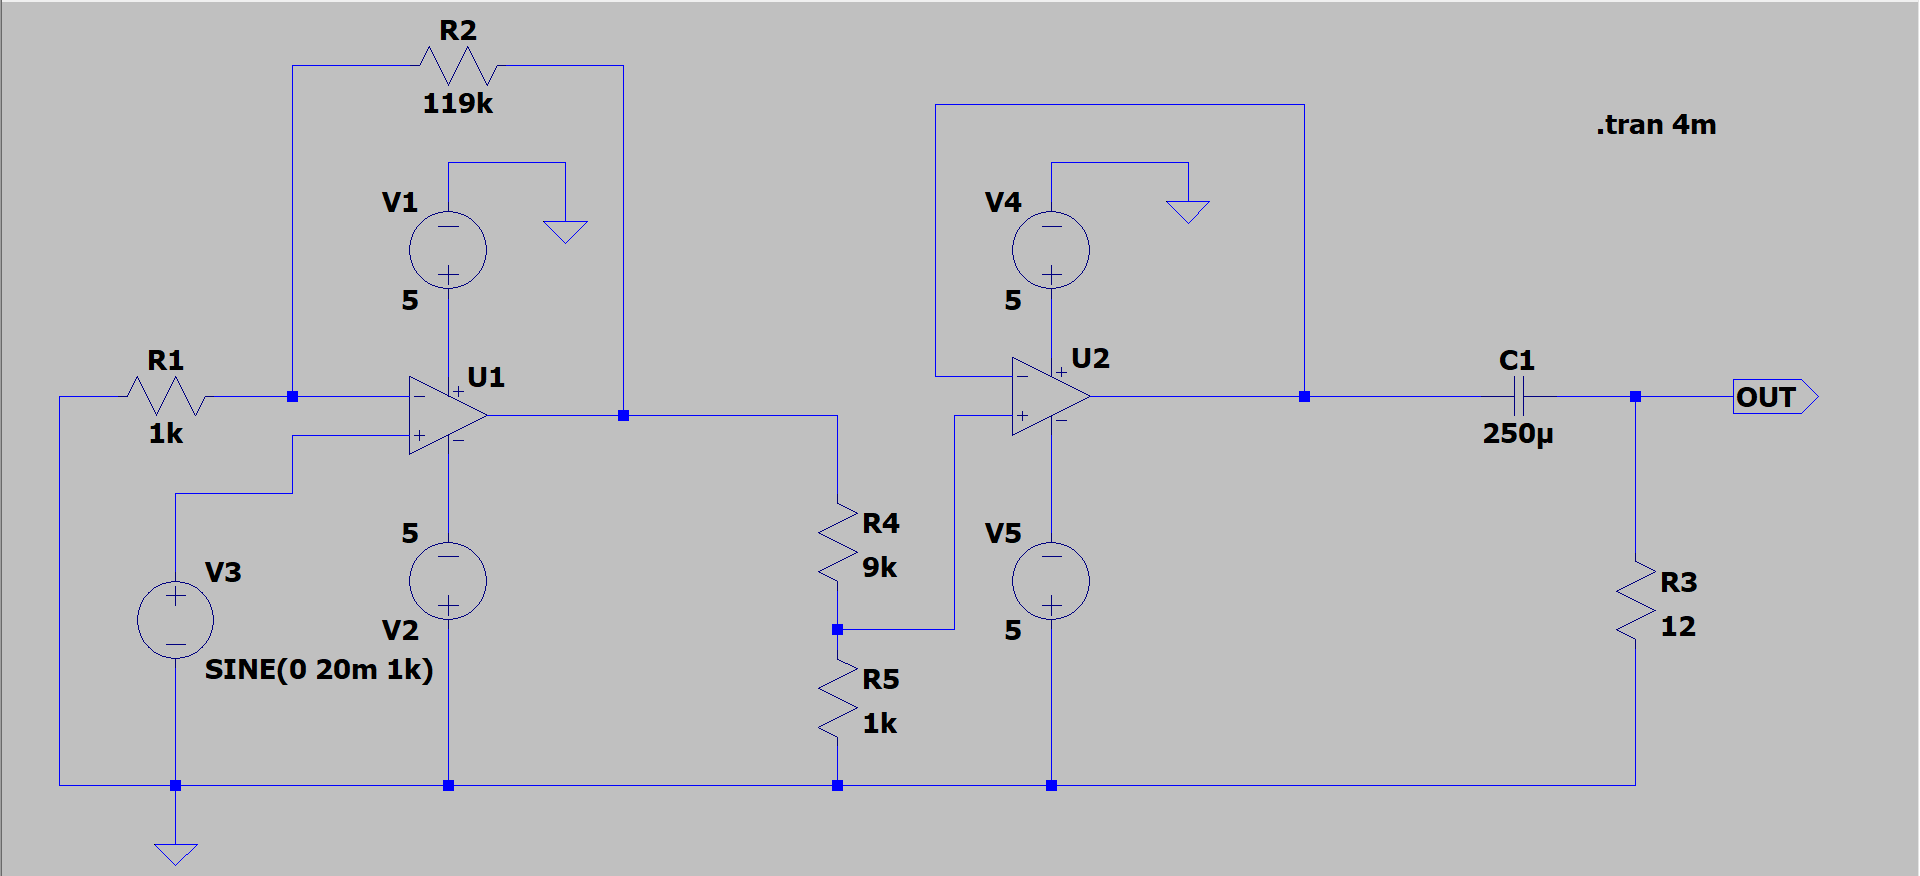 R2
119k
.tran 4m
V1
5
V4
5
R1
1k
U1
U2
C1
250µ
OUT
R4
9k
5
V2
V5
5
V3
SINE(0 20m 1k)
R3
12
R5
1k